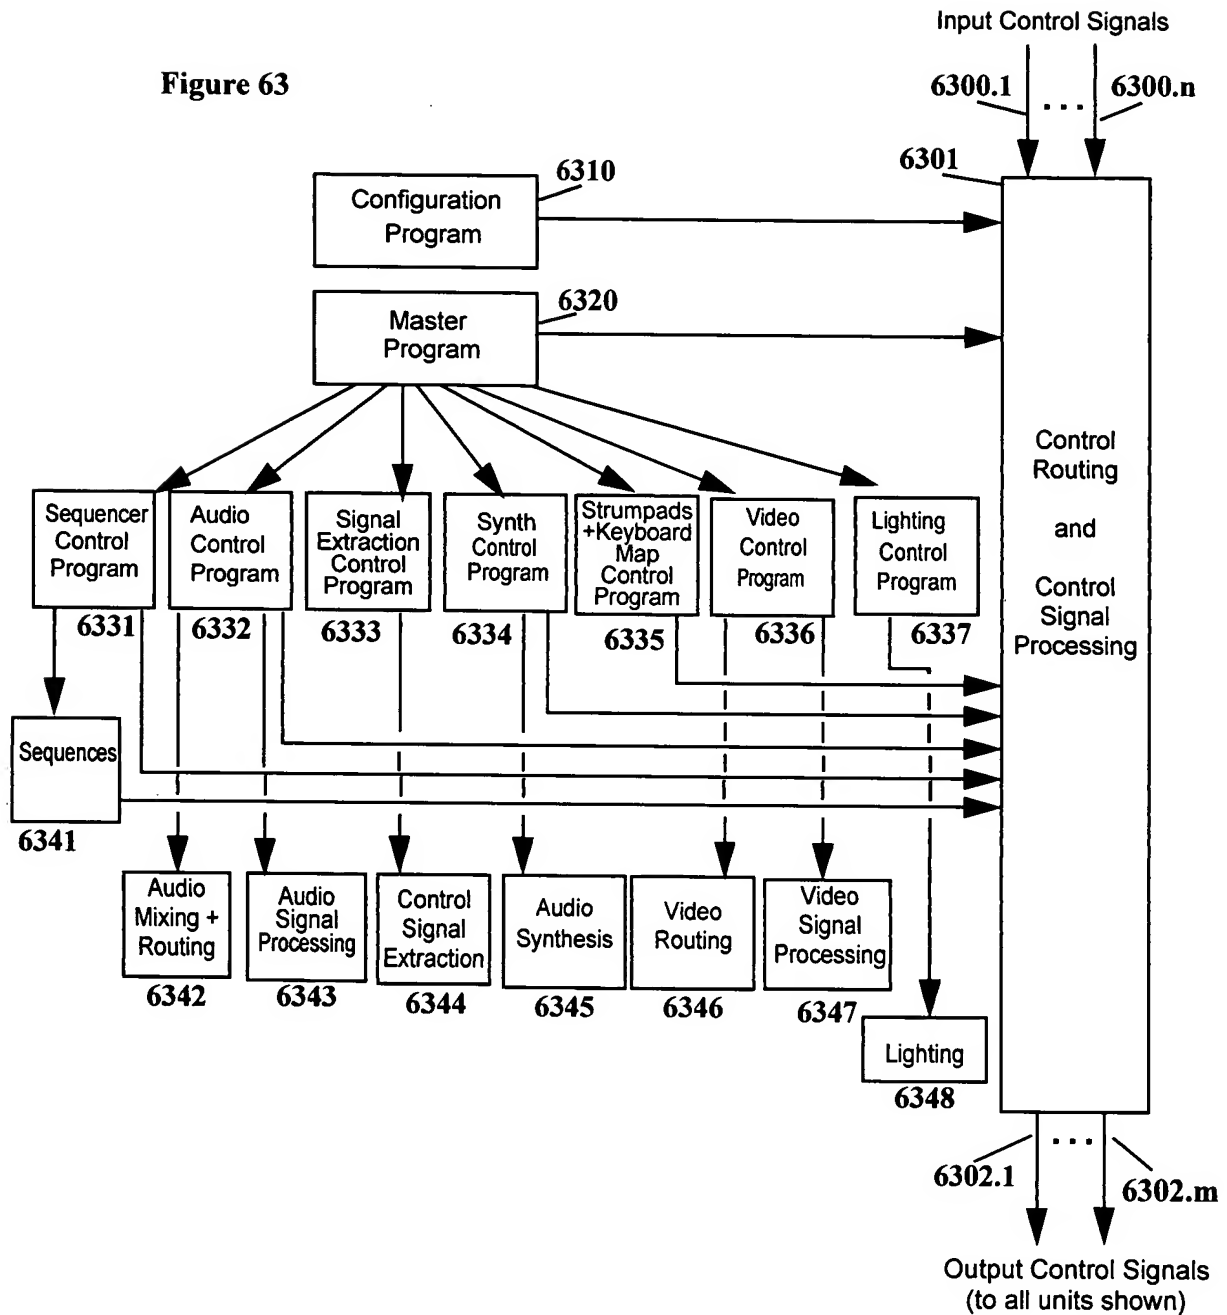 Input Control Signals
Figure 63
6300.1
...
6300.n
6301
6310
Configuration
Program
6320
Master
Program
Control
Routing
and
Control
Signal
Processing
Sequencer
Control
Program
6331
Audio
Control
Program
6332
Signal
Extraction
Control
Program
6333
Synth
Control
Program
6334
Strumpads
+Keyboard
Map
Control
Program
6335
Video
Control
Program
6336
Lighting
Control
Program
6337
Sequences
6341
Audio
Mixing +
Routing
6342
Audio
Signal
Processing
6343
Control
Signal
Extraction
6344
Audio
Synthesis
6345
Video
Routing
6346
Video
Signal
Processing
6347
Lighting
6348
6302.1
...
6302.m
Output Control Signals
(to all units shown)